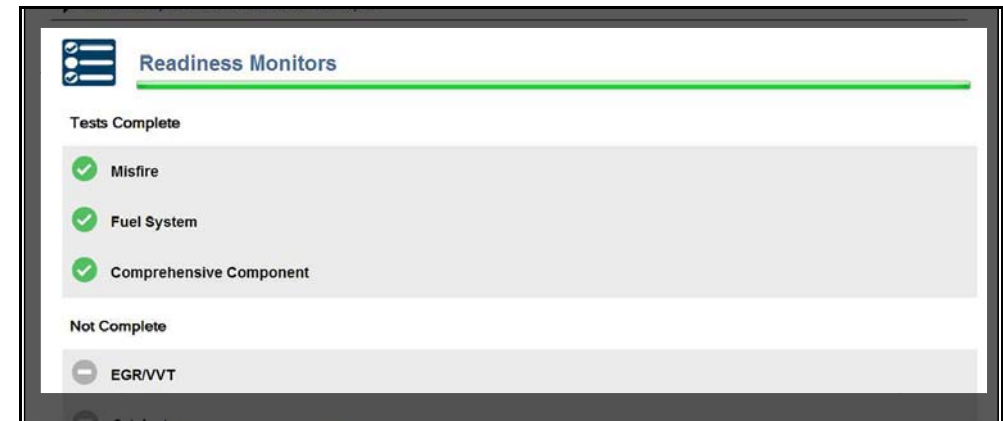 Readiness Monitors
Tests Complete
Misfire
Fuel System
Comprehensive Component
Not Complete
EGR/VVT